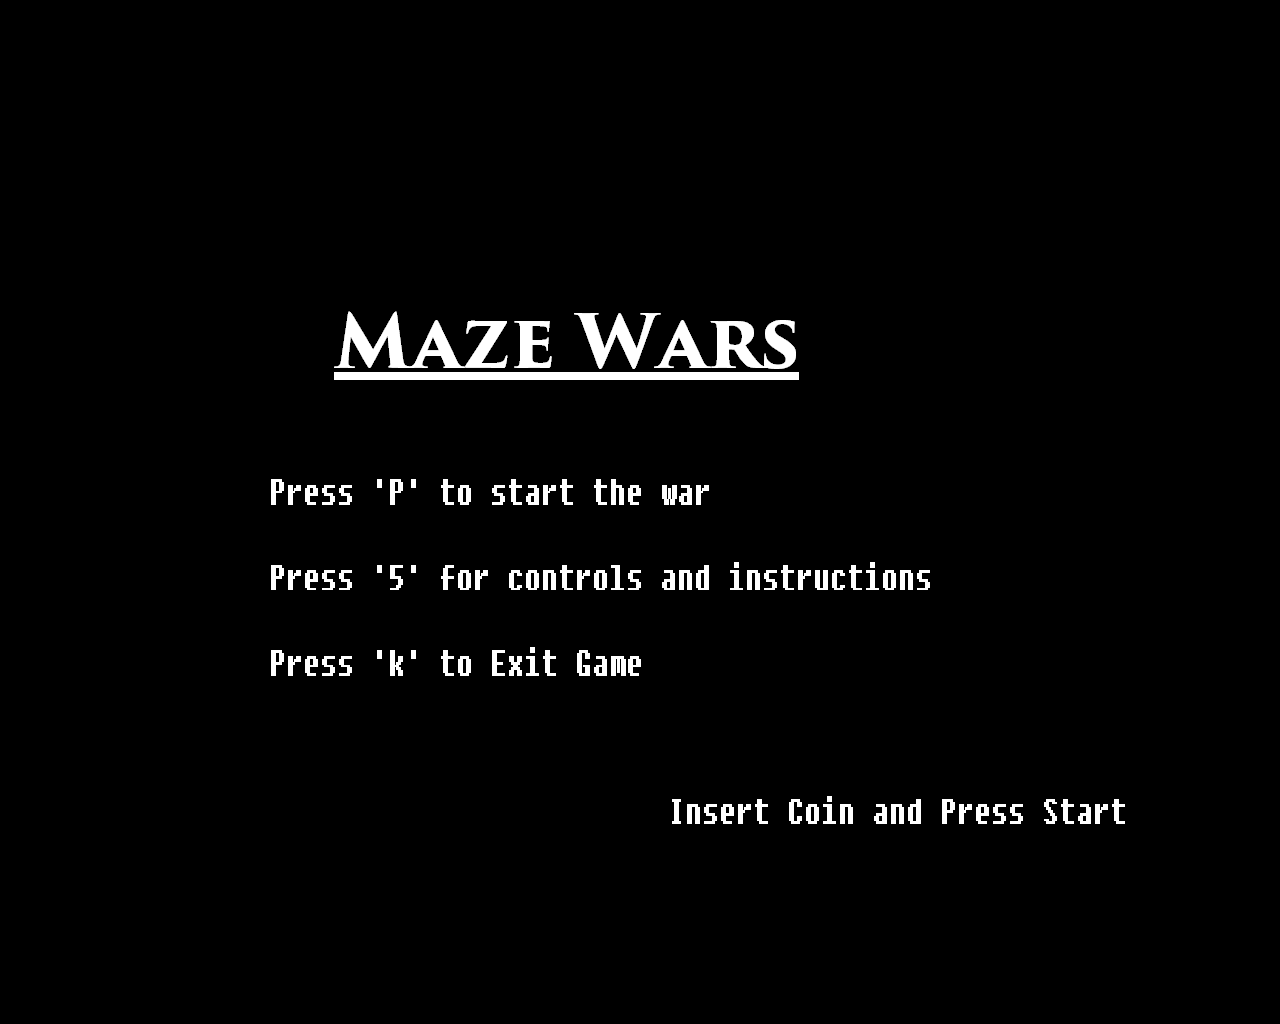 Maze Wars
Press 'P' to start the war
Press '5' for controls and instructions
Press 'k' to Exit Game
Insert Coin and Press Start